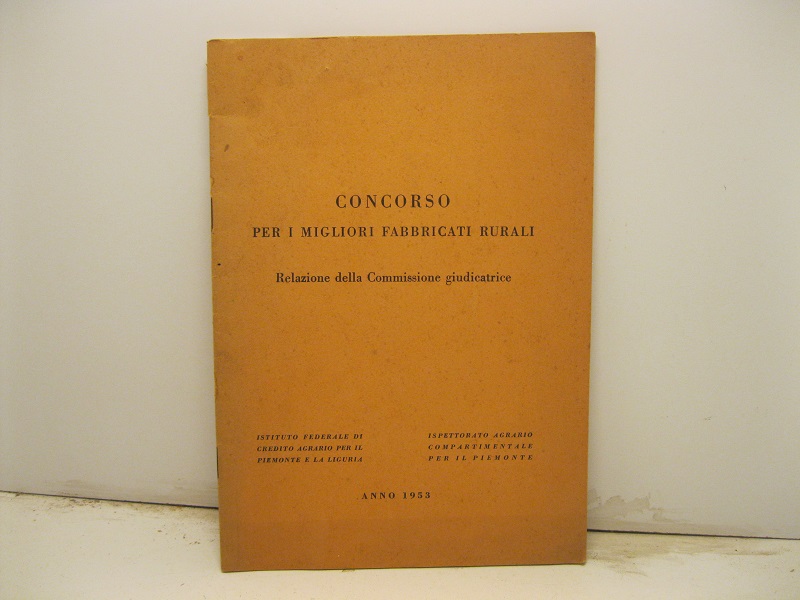 CONCORSO
PER I MIGLIORI FABBRICATI RURALI
Relazione della Commissione giudicatrice
ISTITUTO FEDERALE DI
CREDITO AGRARIO PER IL
PIEMONTE E LA LIGURIA
ISPETTORATO AGRARIO
COMPARTIMENTALE
PER IL PIEMONTE
ANNO 1953